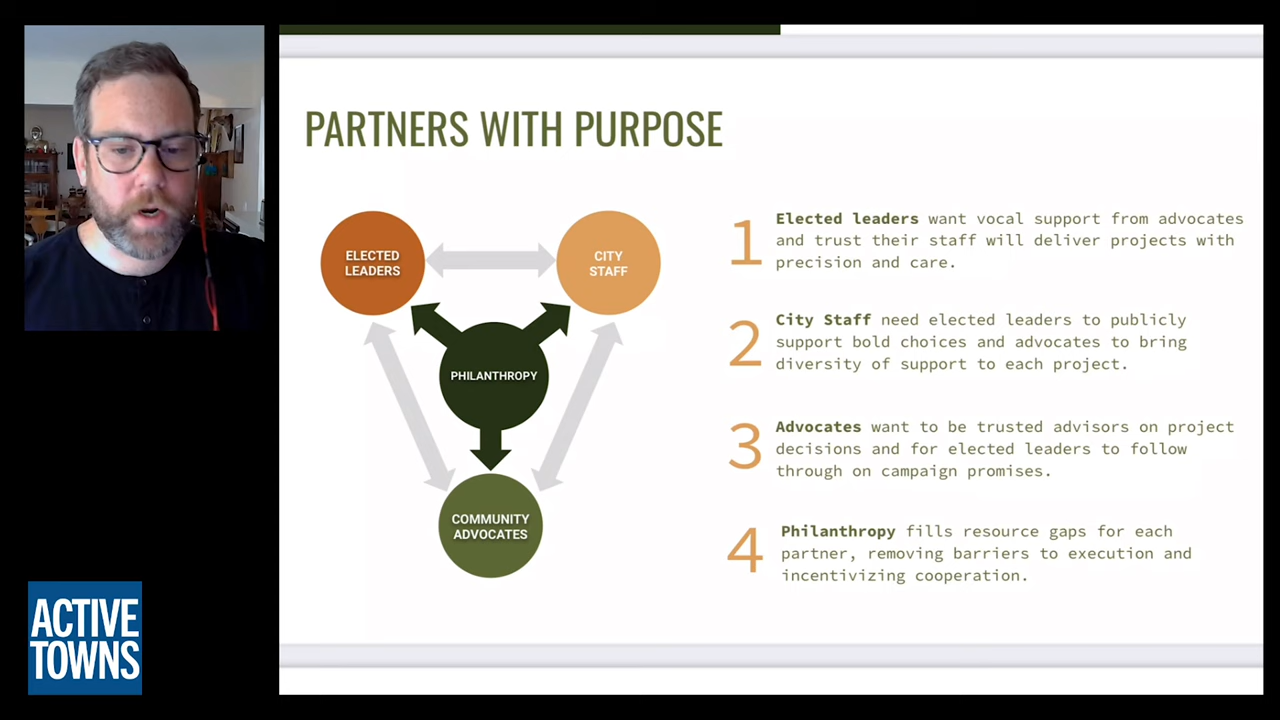 PARTNERS WITH PURPOSE
ELECTED
LEADERS
CITY
STAFF
PHILANTHROPY
COMMUNITY
ADVOCATES
1
Elected leaders want vocal support from advocates
and trust their staff will deliver projects with
precision and care.
2
City Staff need elected leaders to publicly
support bold choices and advocates to bring
diversity of support to each project.
3
Advocates want to be trusted advisors on project
decisions and for elected leaders to follow
through on campaign promises.
4
Philanthropy fills resource gaps for each
partner, removing barriers to execution and
incentivizing cooperation.
ACTIVE
TOWNS